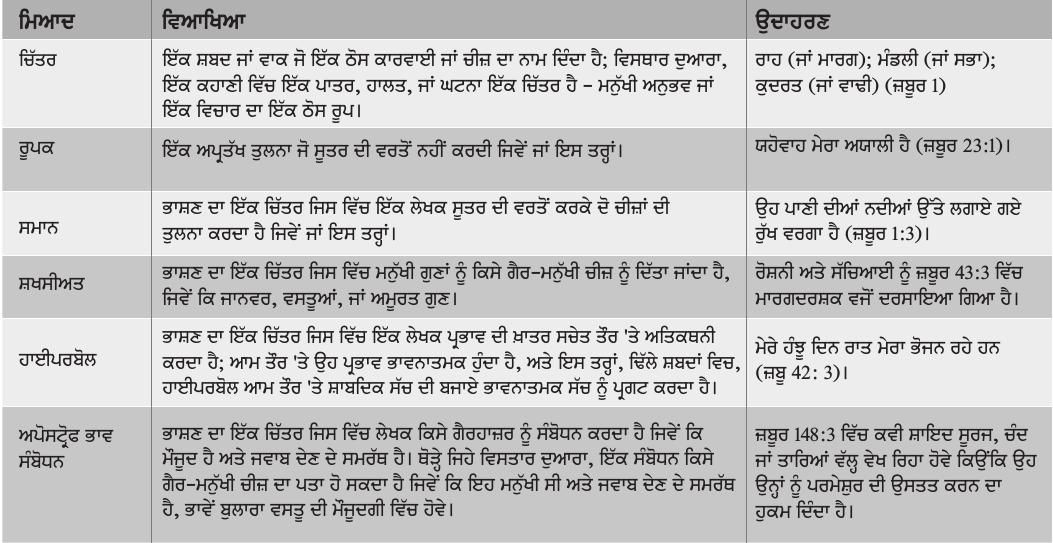 ਮਿਆਦ
ਵਿਆਖਿਆ
ਉਦਾਹਰਣ
ਚਿੱਤਰ
ਇੱਕ ਸ਼ਬਦ ਜਾਂ ਵਾਕ ਜੋ ਇੱਕ ਠੋਸ ਕਾਰਵਾਈ ਜਾਂ ਚੀਜ਼ ਦਾ ਨਾਮ ਦਿੰਦਾ ਹੈ; ਵਿਸਥਾਰ ਦੁਆਰਾ,
ਇੱਕ ਕਹਾਣੀ ਵਿੱਚ ਇੱਕ ਪਾਤਰ, ਹਾਲਤ, ਜਾਂ ਘਟਨਾ ਇੱਕ ਚਿੱਤਰ ਹੈ - ਮਨੁੱਖੀ ਅਨੁਭਵ ਜਾਂ
ਇੱਕ ਵਿਚਾਰ ਦਾ ਇੱਕ ਠੋਸ ਰੂਪ।
ਰਾਹ (ਜਾਂ ਮਾਰਗ); ਮੰਡਲੀ (ਜਾਂ ਸਭਾ);
ਕੁਦਰਤ (ਜਾਂ ਵਾਢੀ) (ਜ਼ਬੂਰ 1)
ਰੂਪਕ
ਇੱਕ ਅਪ੍ਰਤੱਖ ਤੁਲਨਾ ਜੋ ਸੂਤਰ ਦੀ ਵਰਤੋਂ ਨਹੀਂ ਕਰਦੀ ਜਿਵੇਂ ਜਾਂ ਇਸ ਤਰ੍ਹਾਂ।
ਯਹੋਵਾਹ ਮੇਰਾ ਅਯਾਲੀ ਹੈ (ਜ਼ਬੂਰ 23:1)।
ਸਮਾਨ
ਭਾਸ਼ਣ ਦਾ ਇੱਕ ਚਿੱਤਰ ਜਿਸ ਵਿੱਚ ਇੱਕ ਲੇਖਕ ਸੂਤਰ ਦੀ ਵਰਤੋਂ ਕਰਕੇ ਦੋ ਚੀਜ਼ਾਂ ਦੀ
ਤੁਲਨਾ ਕਰਦਾ ਹੈ ਜਿਵੇਂ ਜਾਂ ਇਸ ਤਰ੍ਹਾਂ।
ਉਹ ਪਾਣੀ ਦੀਆਂ ਨਦੀਆਂ ਉੱਤੇ ਲਗਾਏ ਗਏ
ਰੁੱਖ ਵਰਗਾ ਹੈ (ਜ਼ਬੂਰ 1:3)।
ਸ਼ਖਸੀਅਤ
ਭਾਸ਼ਣ ਦਾ ਇੱਕ ਚਿੱਤਰ ਜਿਸ ਵਿੱਚ ਮਨੁੱਖੀ ਗੁਣਾਂ ਨੂੰ ਕਿਸੇ ਗੈਰ-ਮਨੁੱਖੀ ਚੀਜ਼ ਨੂੰ ਦਿੱਤਾ ਜਾਂਦਾ ਹੈ,
ਜਿਵੇਂ ਕਿ ਜਾਨਵਰ, ਵਸਤੂਆਂ, ਜਾਂ ਅਮੂਰਤ ਗੁਣ।
ਰੋਸ਼ਨੀ ਅਤੇ ਸੱਚਿਆਈ ਨੂੰ ਜ਼ਬੂਰ 43:3 ਵਿੱਚ
ਮਾਰਗਦਰਸ਼ਕ ਵਜੋਂ ਦਰਸਾਇਆ ਗਿਆ ਹੈ।
ਹਾਈਪਰਬੋਲ
ਭਾਸ਼ਣ ਦਾ ਇੱਕ ਚਿੱਤਰ ਜਿਸ ਵਿੱਚ ਇੱਕ ਲੇਖਕ ਪ੍ਰਭਾਵ ਦੀ ਖ਼ਾਤਰ ਸਚੇਤ ਤੌਰ 'ਤੇ ਅਤਿਕਥਨੀ
ਕਰਦਾ ਹੈ; ਆਮ ਤੌਰ 'ਤੇ ਉਹ ਪ੍ਰਭਾਵ ਭਾਵਨਾਤਮਕ ਹੁੰਦਾ ਹੈ, ਅਤੇ ਇਸ ਤਰ੍ਹਾਂ, ਢਿੱਲੇ ਸ਼ਬਦਾਂ ਵਿਚ,
ਹਾਈਪਰਬੋਲ ਆਮ ਤੌਰ 'ਤੇ ਸ਼ਾਬਦਿਕ ਸੱਚ ਦੀ ਬਜਾਏ ਭਾਵਨਾਤਮਕ ਸੱਚ ਨੂੰ ਪ੍ਰਗਟ ਕਰਦਾ ਹੈ।
ਮੇਰੇ ਹੰਝੂ ਦਿਨ ਰਾਤ ਮੇਰਾ ਭੋਜਨ ਰਹੇ ਹਨ
(ਜ਼ਬੂ 42: 3)।
ਅਪੋਸਟ੍ਰੋਫ ਭਾਵ
ਸੰਬੋਧਨ
ਭਾਸ਼ਣ ਦਾ ਇੱਕ ਚਿੱਤਰ ਜਿਸ ਵਿੱਚ ਲੇਖਕ ਕਿਸੇ ਗੈਰਹਾਜ਼ਰ ਨੂੰ ਸੰਬੋਧਨ ਕਰਦਾ ਹੈ ਜਿਵੇਂ ਕਿ
ਮੌਜੂਦ ਹੈ ਅਤੇ ਜਵਾਬ ਦੇਣ ਦੇ ਸਮਰੱਥ ਹੈ। ਥੋੜ੍ਹੇ ਜਿਹੇ ਵਿਸਤਾਰ ਦੁਆਰਾ, ਇੱਕ ਸੰਬੋਧਨ ਕਿਸੇ
ਗੈਰ-ਮਨੁੱਖੀ ਚੀਜ਼ ਦਾ ਪਤਾ ਹੋ ਸਕਦਾ ਹੈ ਜਿਵੇਂ ਕਿ ਇਹ ਮਨੁੱਖੀ ਸੀ ਅਤੇ ਜਵਾਬ ਦੇਣ ਦੇ ਸਮਰੱਥ
ਹੈ, ਭਾਵੇਂ ਬੁਲਾਰਾ ਵਸਤੂ ਦੀ ਮੌਜੂਦਗੀ ਵਿੱਚ ਹੋਵੇ।
ਜ਼ਬੂਰ 148:3 ਵਿੱਚ ਕਵੀ ਸ਼ਾਇਦ ਸੂਰਜ, ਚੰਦ
ਜਾਂ ਤਾਰਿਆਂ ਵੱਲ੍ਹ ਵੇਖ ਰਿਹਾ ਹੋਵੇ ਕਿਉਂਕਿ ਉਹ
ਉਨ੍ਹਾਂ ਨੂੰ ਪਰਮੇਸ਼ੁਰ ਦੀ ਉਸਤਤ ਕਰਨ ਦਾ
ਹੁਕਮ ਦਿੰਦਾ ਹੈ।